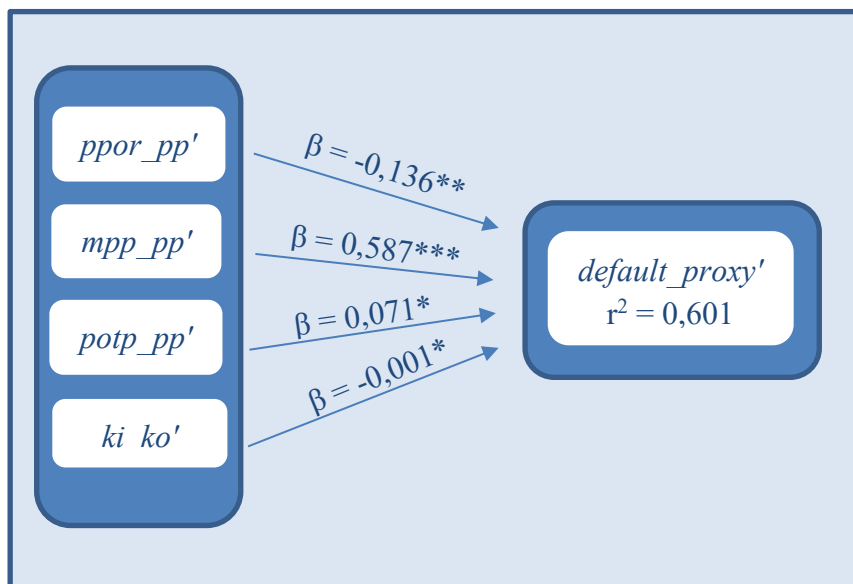 ppor_pp'
β = -0,136**
mpp_pp'
β = 0,587***
potp_pp'
β = 0,071*
ki ko'
β = -0,001*
default_proxy'
r² = 0,601